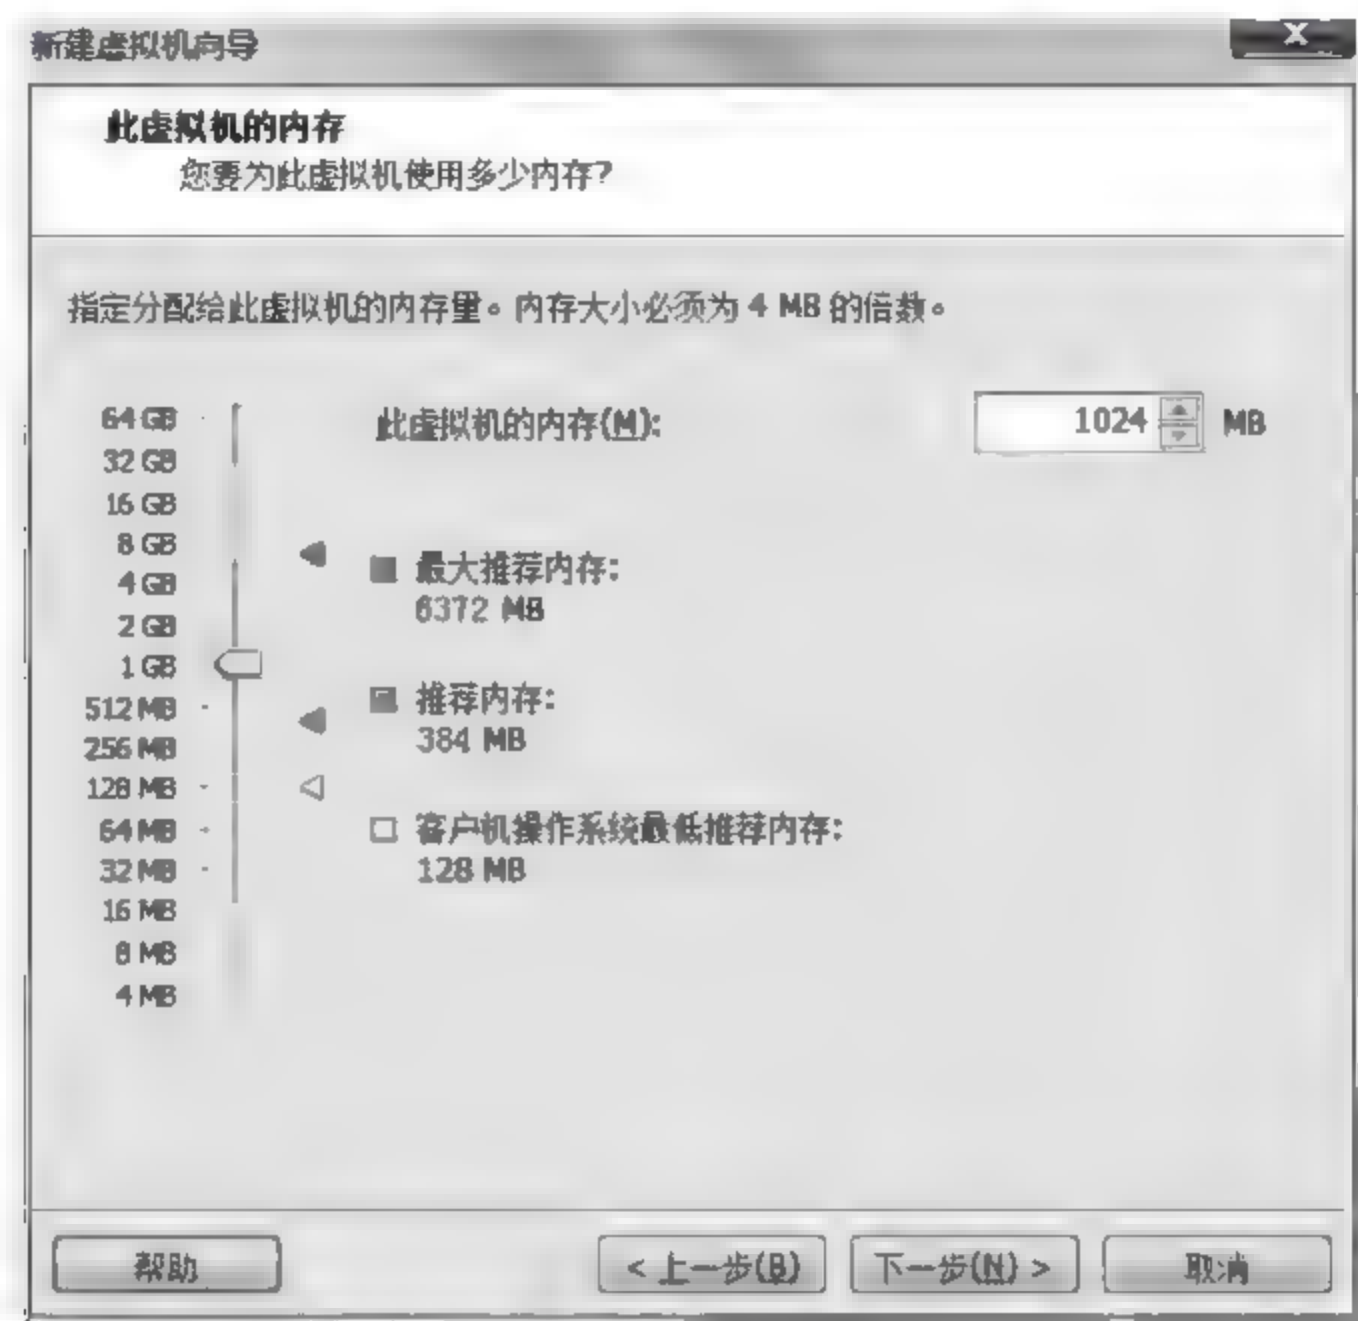 新建虚拟机向导
此虚拟机的内存
您要为此虚拟机使用多少内存?
指定分配给此虚拟机的内存量。内存大小必须为 4 MB 的倍数。
64 GB
32 GB
16 GB
8 GB
4 GB
2 GB
1 GB
512 MB
256 MB
128 MB
64 MB
32 MB
16 MB
8 MB
4 MB
此虚拟机的内存(M): 1024 MB
最大推荐内存:
6372 MB
推荐内存:
384 MB
客户机操作系统最低推荐内存:
128 MB
帮助 < 上一步(B) 下一步(N) > 取消